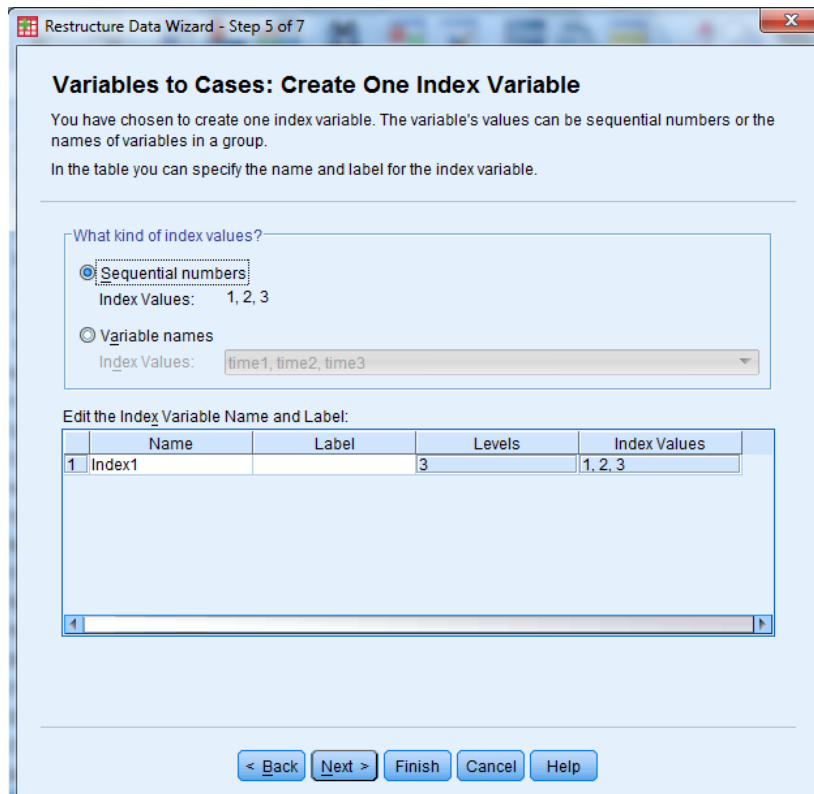 Restructure Data Wizard - Step 5 of 7
x
Variables to Cases: Create One Index Variable
You have chosen to create one index variable. The variable's values can be sequential numbers or the
names of variables in a group.
In the table you can specify the name and label for the index variable.
What kind of index values?
Sequential numbers
Index Values: 1, 2, 3
Variable names
Index Values: time1, time2, time3
Edit the Index Variable Name and Label:
Name Label Levels Index Values
1 Index1 3 1, 2, 3
< Back Next > Finish Cancel Help